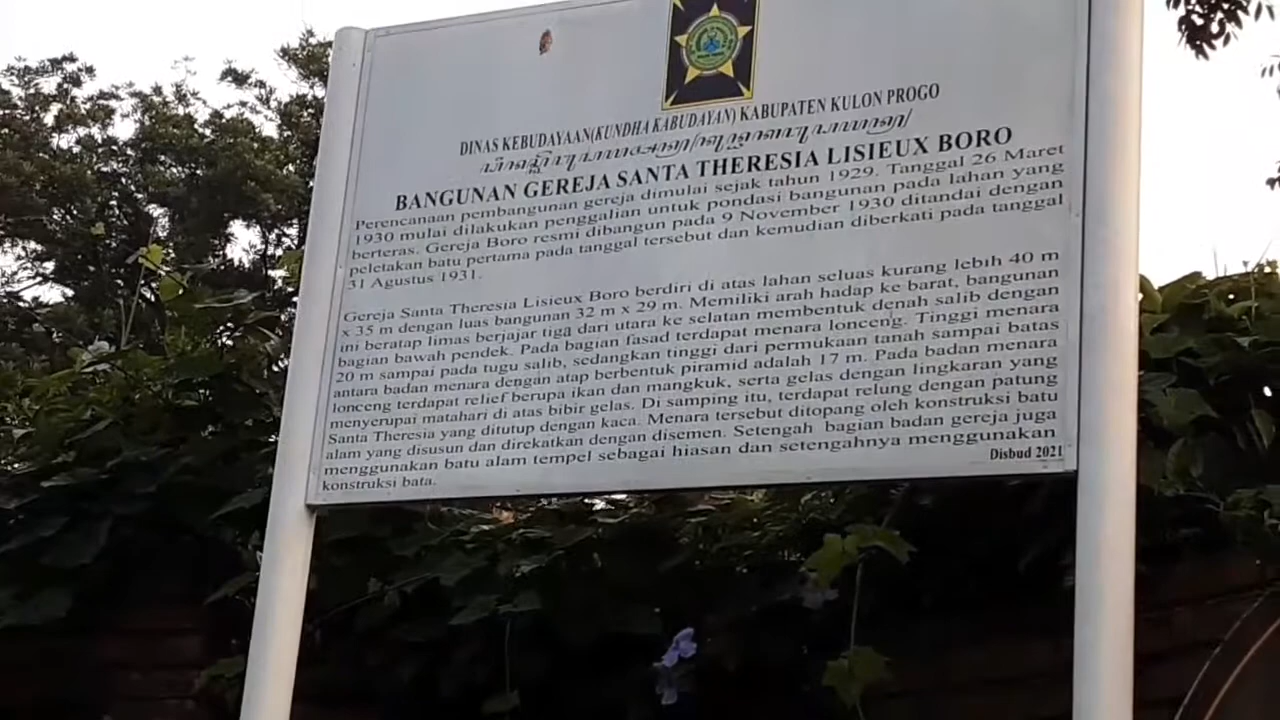 DINAS KEBUDAYAAN(KUNDHA KABUDAYAN) KABUPATEN KULON PROGO
BANGUNAN GEREJA SANTA THERESIA LISIEUX BORO
Perencanaan pembangunan gereja dimulai sejak tahun 1929. Tanggal 26 Maret
1930 mulai dilakukan penggalian untuk pondasi bangunan pada lahan yang
berteras. Gereja Boro resmi dibangun pada 9 November 1930 ditandai dengan
peletakan batu pertama pada tanggal tersebut dan kemudian diberkati pada tanggal
31 Agustus 1931.
Gereja Santa Theresia Lisieux Boro berdiri di atas lahan seluas kurang lebih 40 m
x 35 m dengan luas bangunan 32 m x 29 m. Memiliki arah hadap ke barat, bangunan
ini beratap limas berjajar tiga dari utara ke selatan membentuk denah salib dengan
bagian bawah pendek. Pada bagian fasad terdapat menara lonceng. Tinggi menara
20 m sampai pada tugu salib, sedangkan tinggi dari permukaan tanah sampai batas
antara badan menara dengan atap berbentuk piramid adalah 17 m. Pada badan menara
lonceng terdapat relief berupa ikan dan mangkuk, serta gelas dengan lingkaran yang
menyerupai matahari di atas bibir gelas. Di samping itu, terdapat relung dengan patung
Santa Theresia yang ditutup dengan kaca. Menara tersebut ditopang oleh konstruksi batu
alam yang disusun dan direkatkan dengan disemen. Setengah bagian badan gereja juga
menggunakan batu alam tempel sebagai hiasan dan setengahnya menggunakan
konstruksi bata.
Disbud 2021